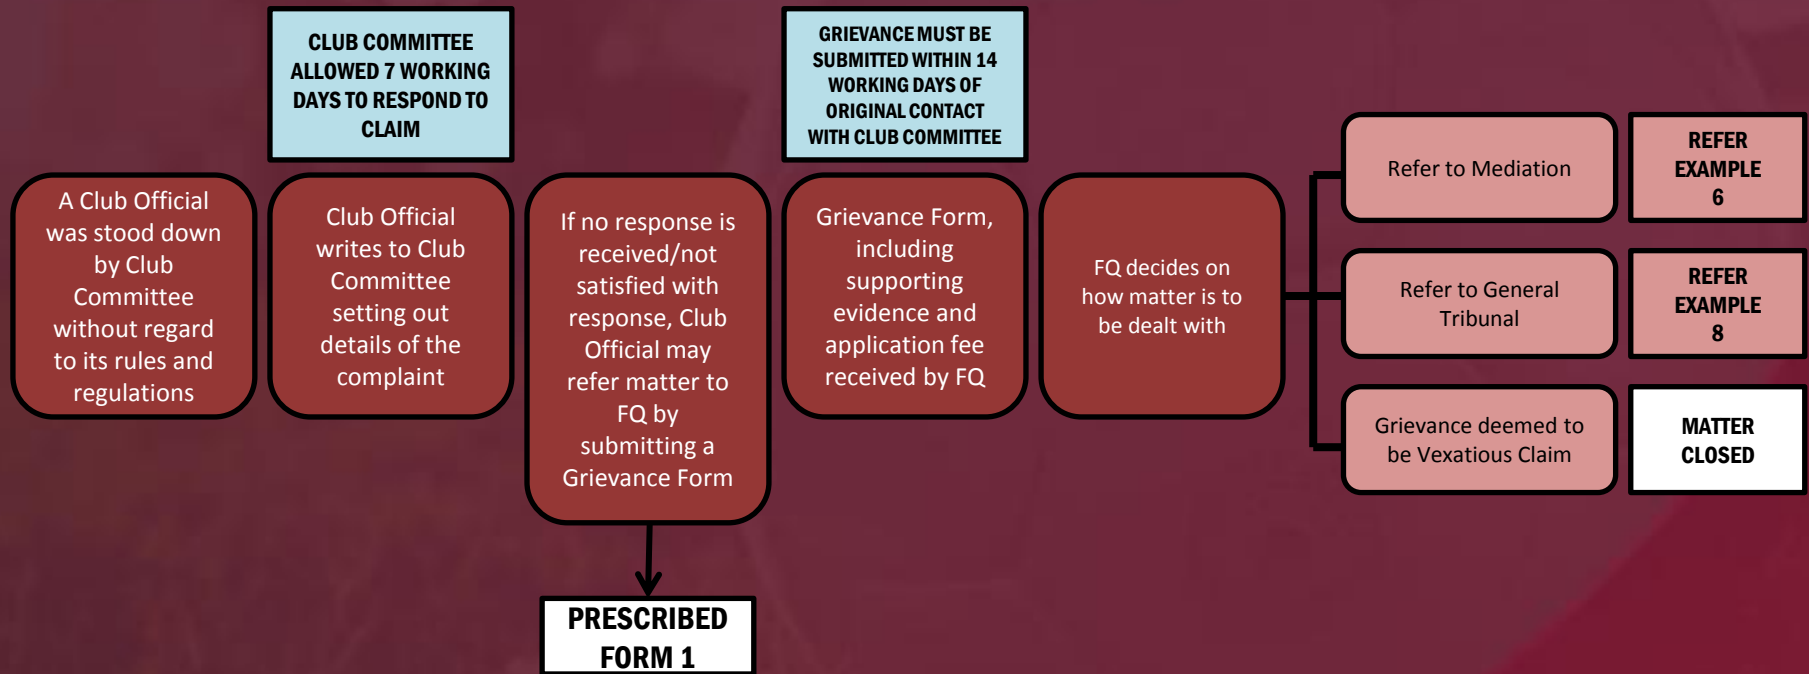 CLUB COMMITTEE
ALLOWED 7 WORKING
DAYS TO RESPOND TO
CLAIM
GRIEVANCE MUST BE
SUBMITTED WITHIN 14
WORKING DAYS OF
ORIGINAL CONTACT
WITH CLUB COMMITTEE
A Club Official
was stood down
by Club
Committee
without regard
to its rules and
regulations
Club Official
writes to Club
Committee
setting out
details of the
complaint
If no response is
received/not
satisfied with
response, Club
Official may
refer matter to
FQ by
submitting a
Grievance Form
Grievance Form,
including
supporting
evidence and
application fee
received by FQ
FQ decides on
how matter is to
be dealt with
Refer to Mediation
REFER
EXAMPLE
6
Refer to General
Tribunal
REFER
EXAMPLE
8
Grievance deemed to
be Vexatious Claim
MATTER
CLOSED
PRESCRIBED
FORM 1